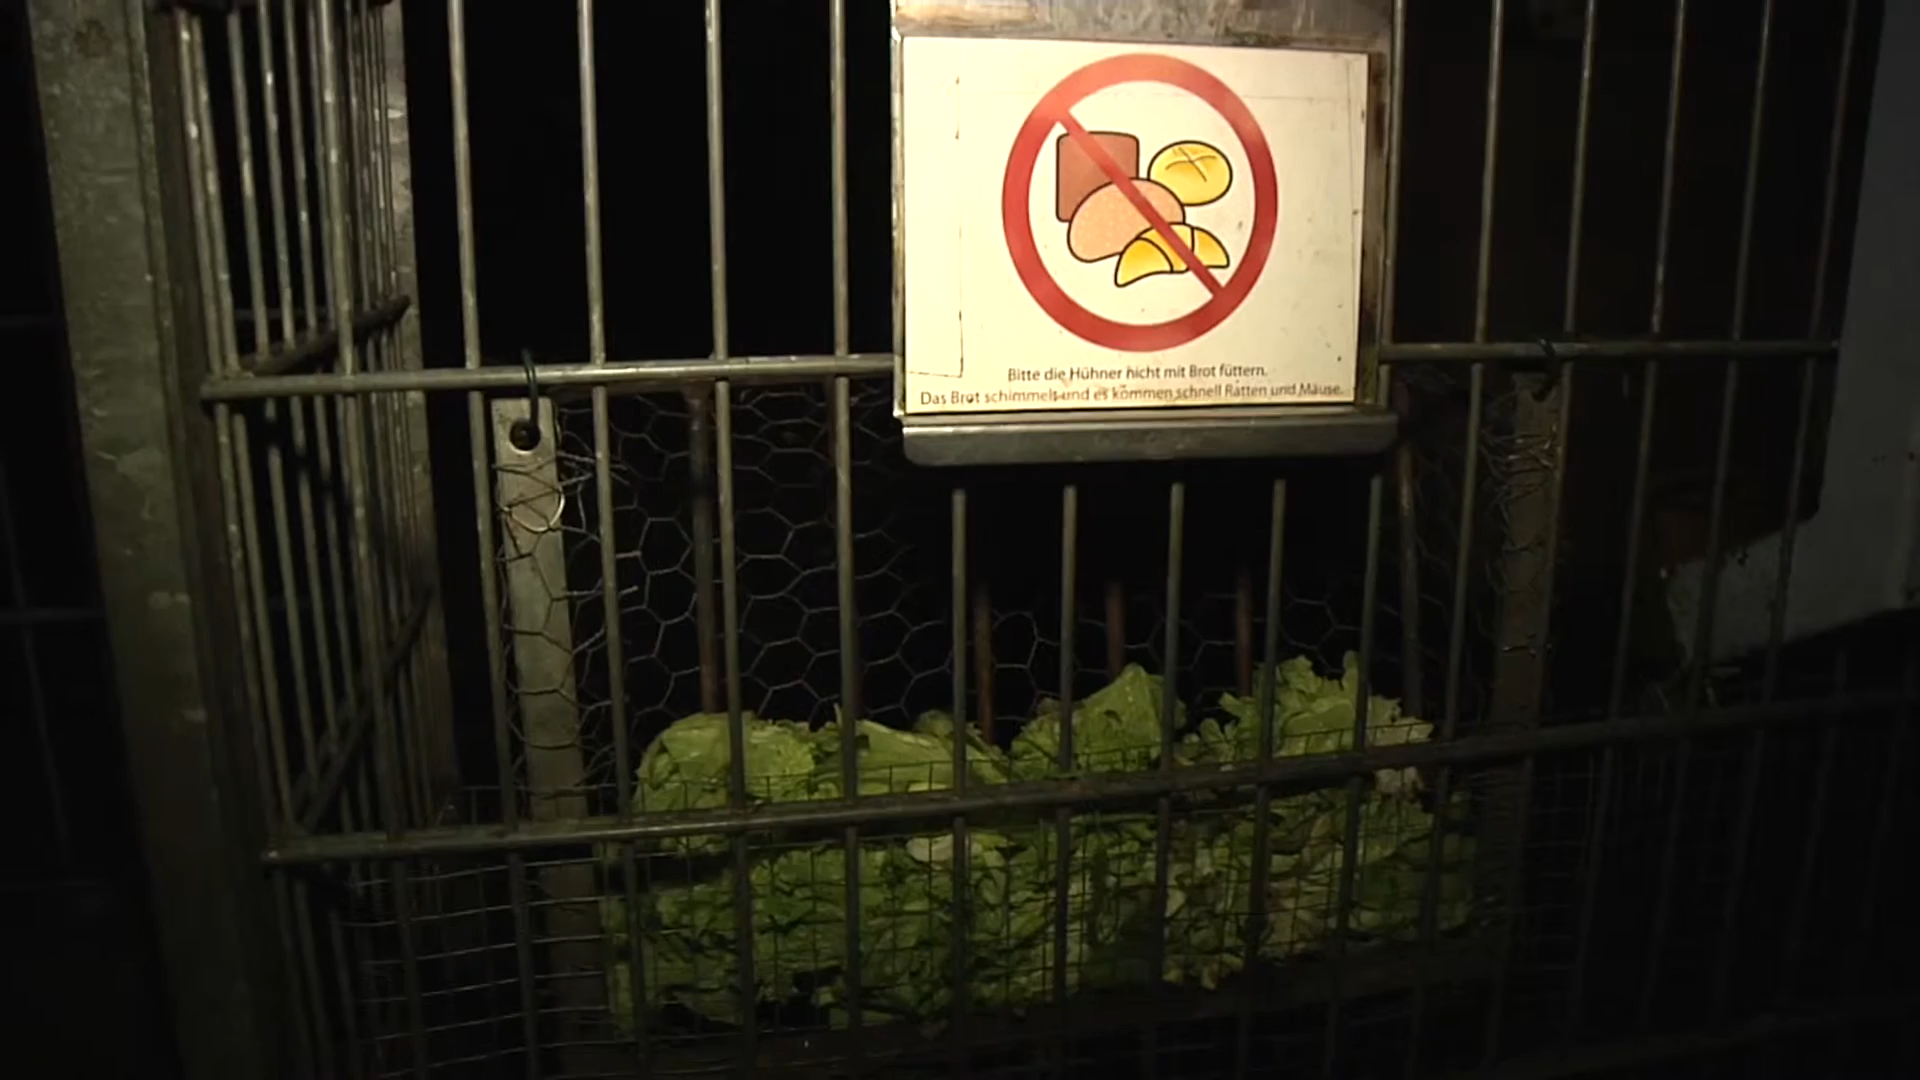 Bitte die Hühner nicht mit Brot füttern.
Das Brot schimmelt und es kommen schnell Ratten und Mäuse.